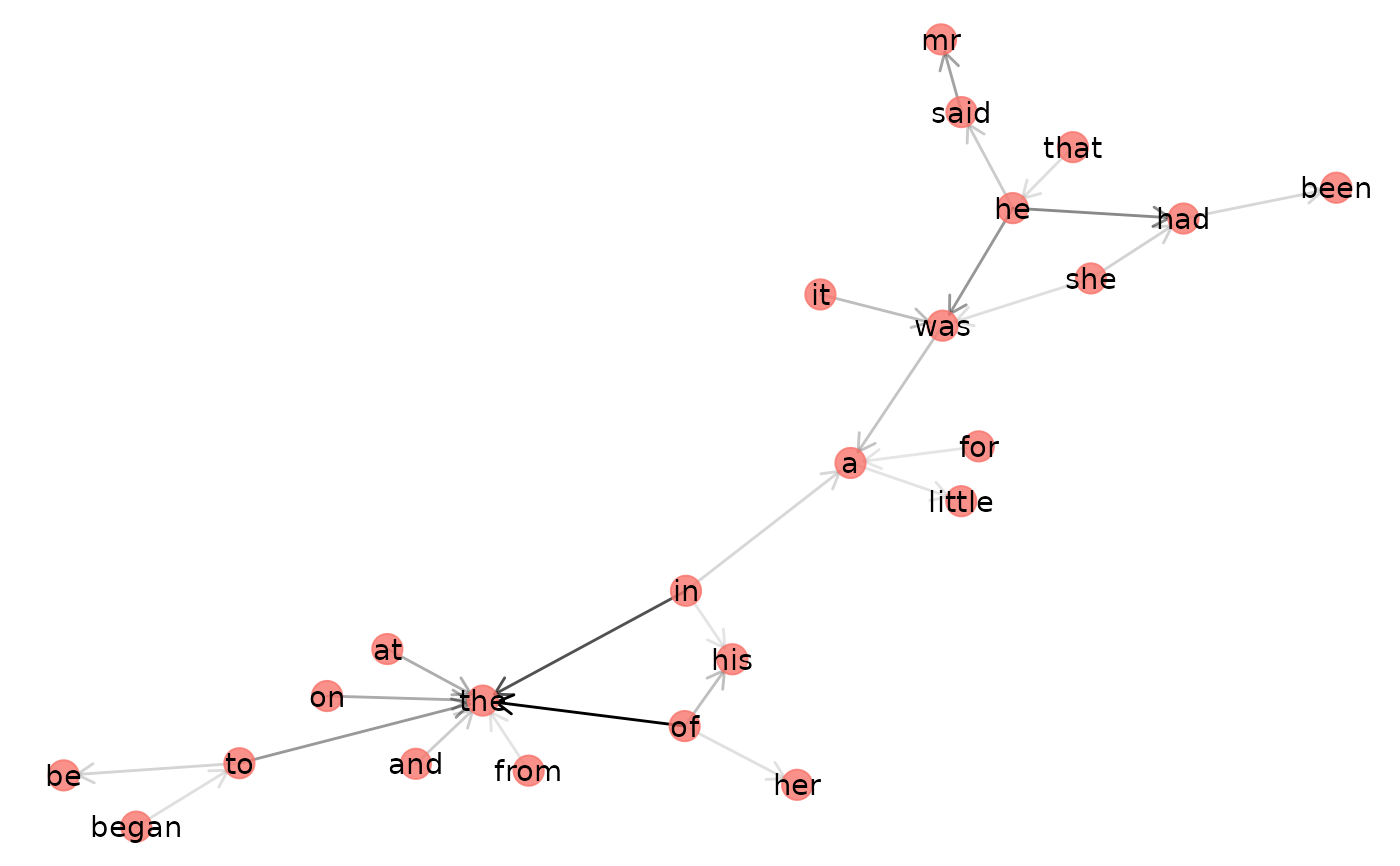 mr
said
that
been
he
had
she
it
was
for
a
little
in
at
his
on
the
of
to
and
from
be
her
began